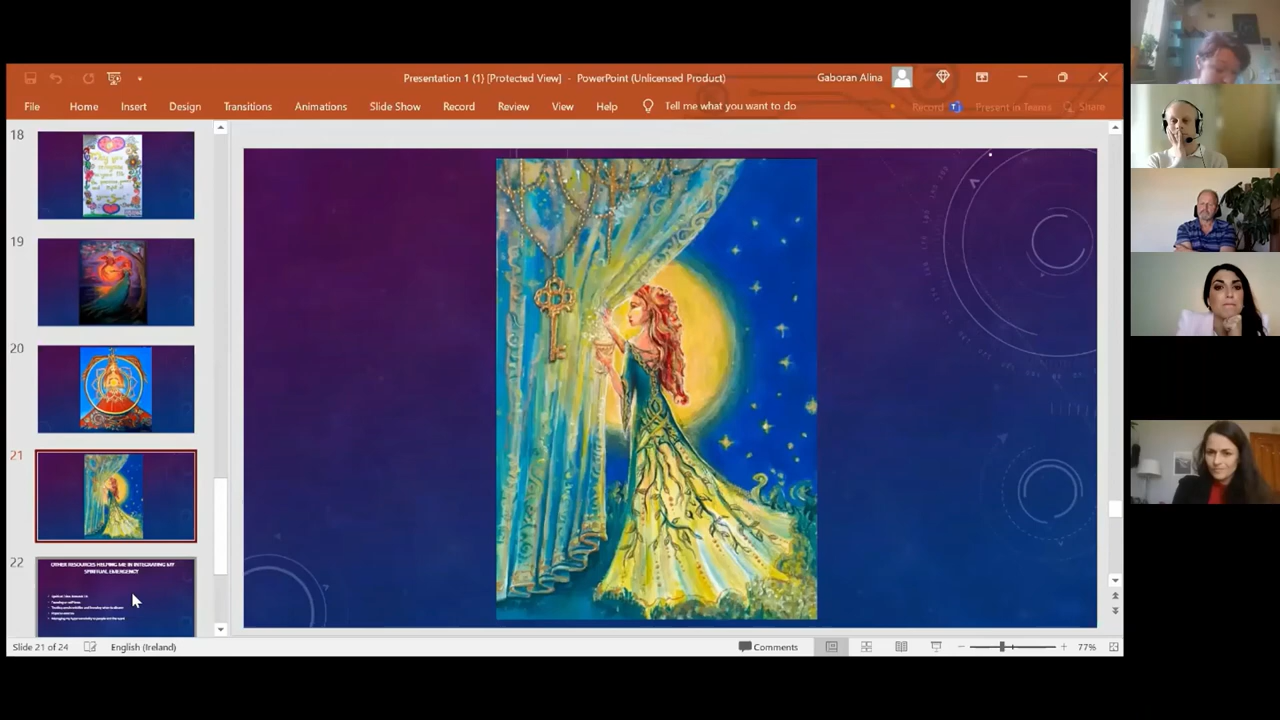 Presentation 1 (1) [Protected View] - PowerPoint (Unlicensed Product)
Gaboran Alina
File Home Insert Design Transitions Animations Slide Show Record Review View Help Tell me what you want to do
Record Present in Teams Share
18
19
20
21
22
OTHER RESOURCES HELPING ME IN INTEGRATING MY
SPIRITUAL EMERGENCY
Slide 21 of 24 English (Ireland) Comments 77%